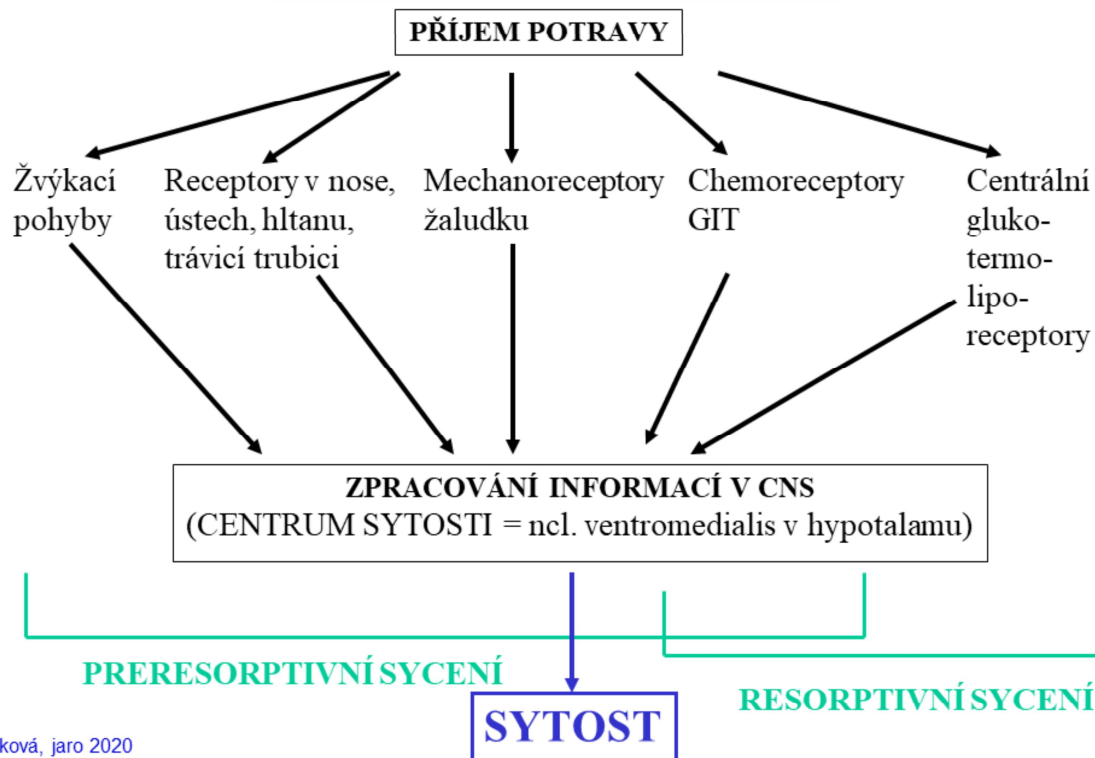 PŘÍJEM POTRAVY
Žvýkací
pohyby
Receptory v nose,
ústech, hltanu,
trávicí trubici
Mechanoreceptory
žaludku
Chemoreceptory
GIT
Centrální
gluko-
termo-
lipo-
receptory
ZPRACOVÁNÍ INFORMACÍ V CNS
(CENTRUM SYTOSTI = ncl. ventromedialis v hypotalamu)
PRERESORPTIVNÍ SYCENÍ
RESORPTIVNÍ SYCENÍ
SYTOST
ková, jaro 2020